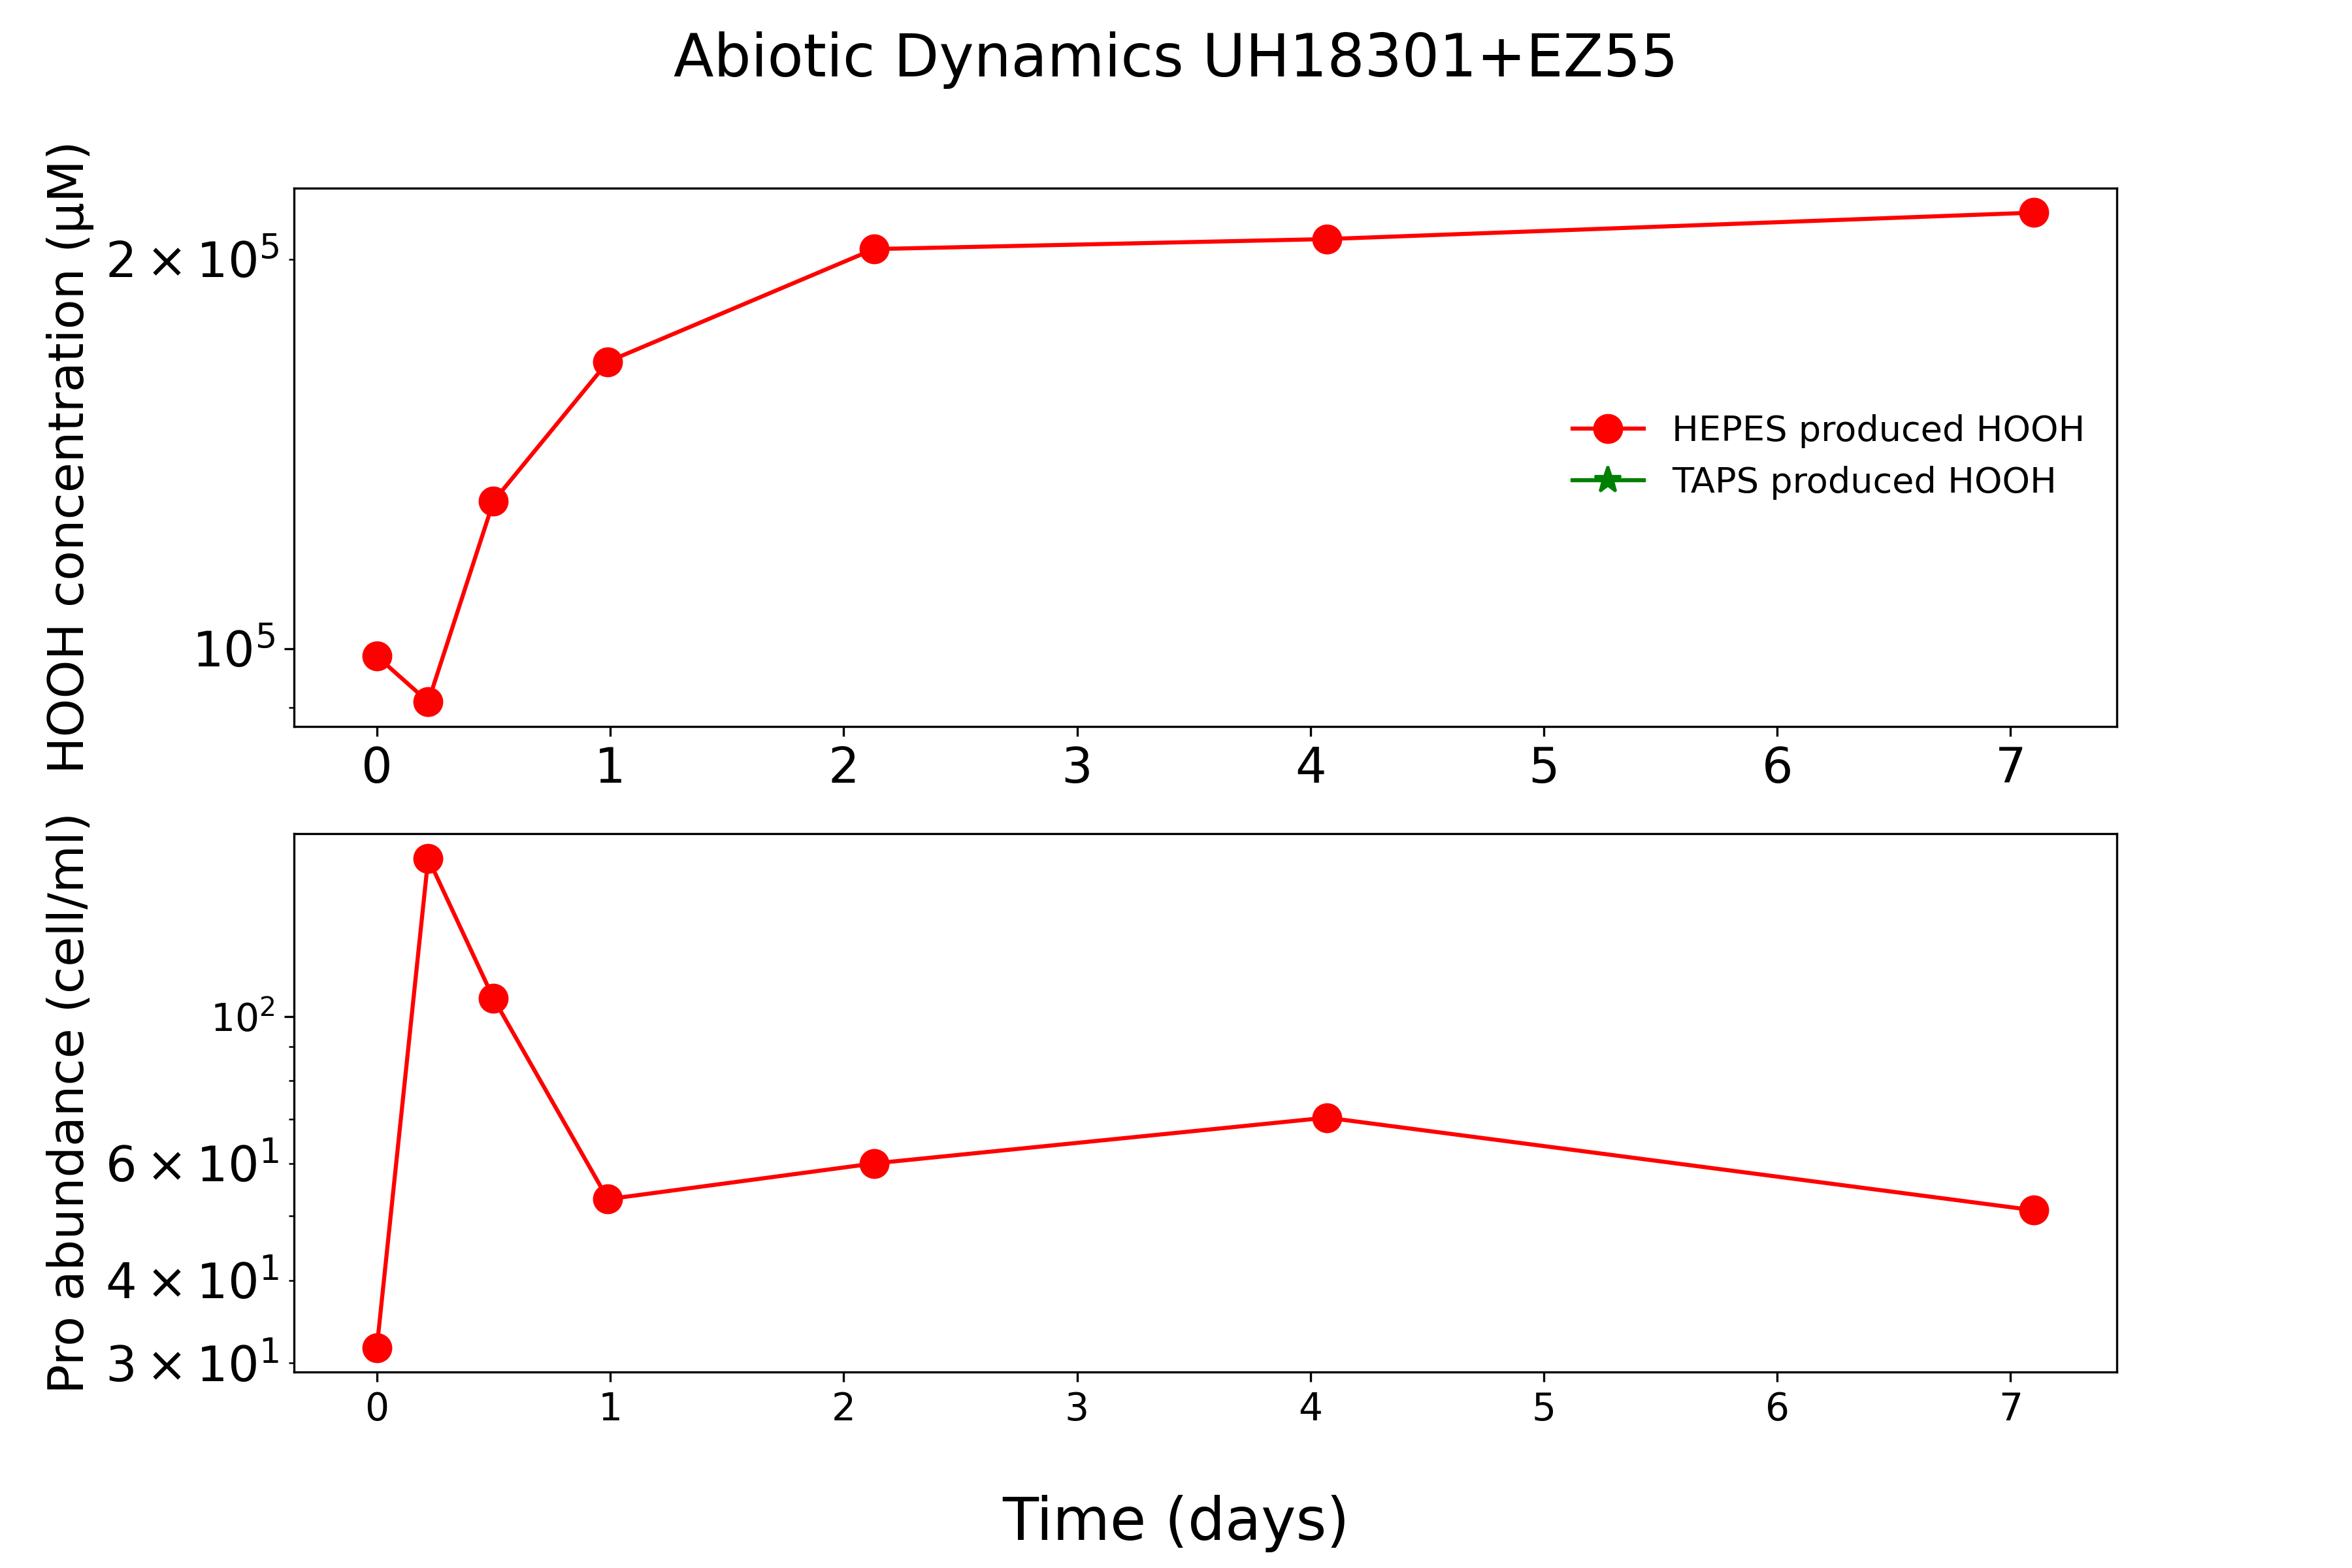 Abiotic Dynamics UH18301+EZ55
HOOH concentration (µM)
2 × 10⁵
10⁵
HEPES produced HOOH
TAPS produced HOOH
0 1 2 3 4 5 6 7
Pro abundance (cell/ml)
10²
6 × 10¹
4 × 10¹
3 × 10¹
0 1 2 3 4 5 6 7
Time (days)